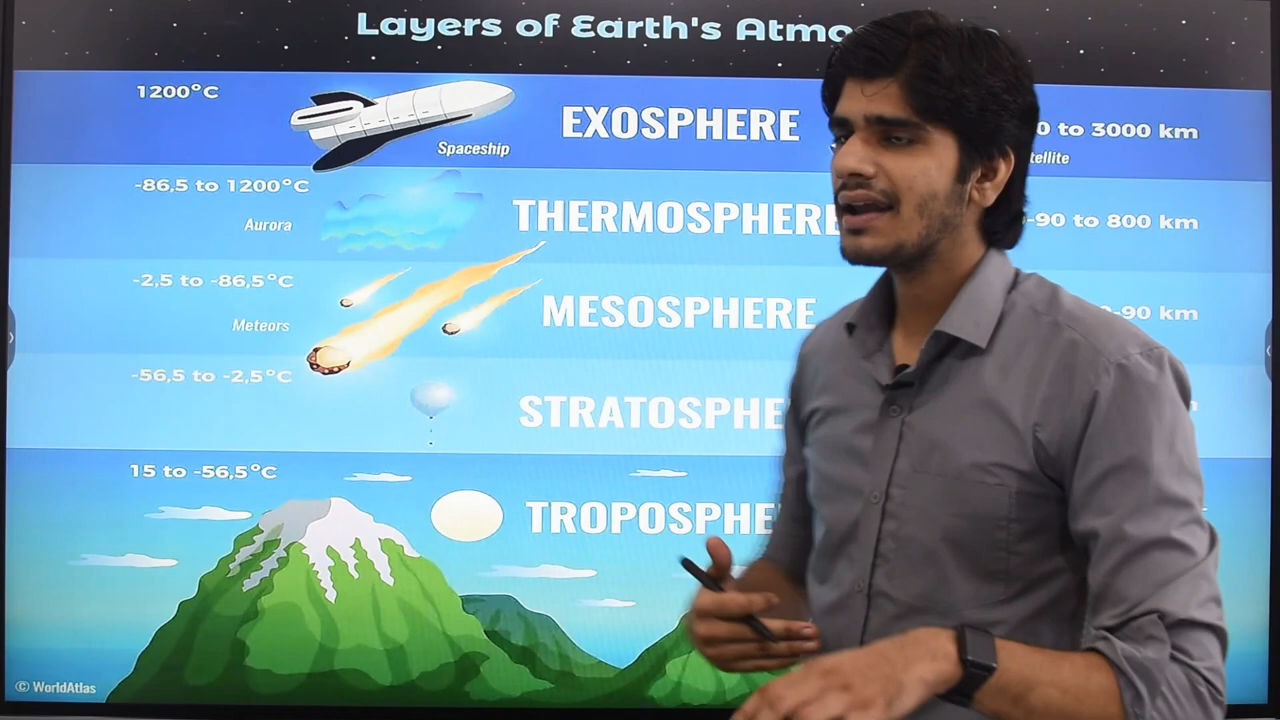 Layers of Earth's Atmo
1200°C
EXOSPHERE
0 to 3000 km
Spaceship
tellite
-86,5 to 1200°C
THERMOSPHERE
-90 to 800 km
Aurora
-2,5 to -86,5°C
MESOSPHERE
0-90 km
Meteors
-56,5 to -2,5°C
STRATOSPHE
15 to -56,5°C
TROPOSPHE
© WorldAtlas